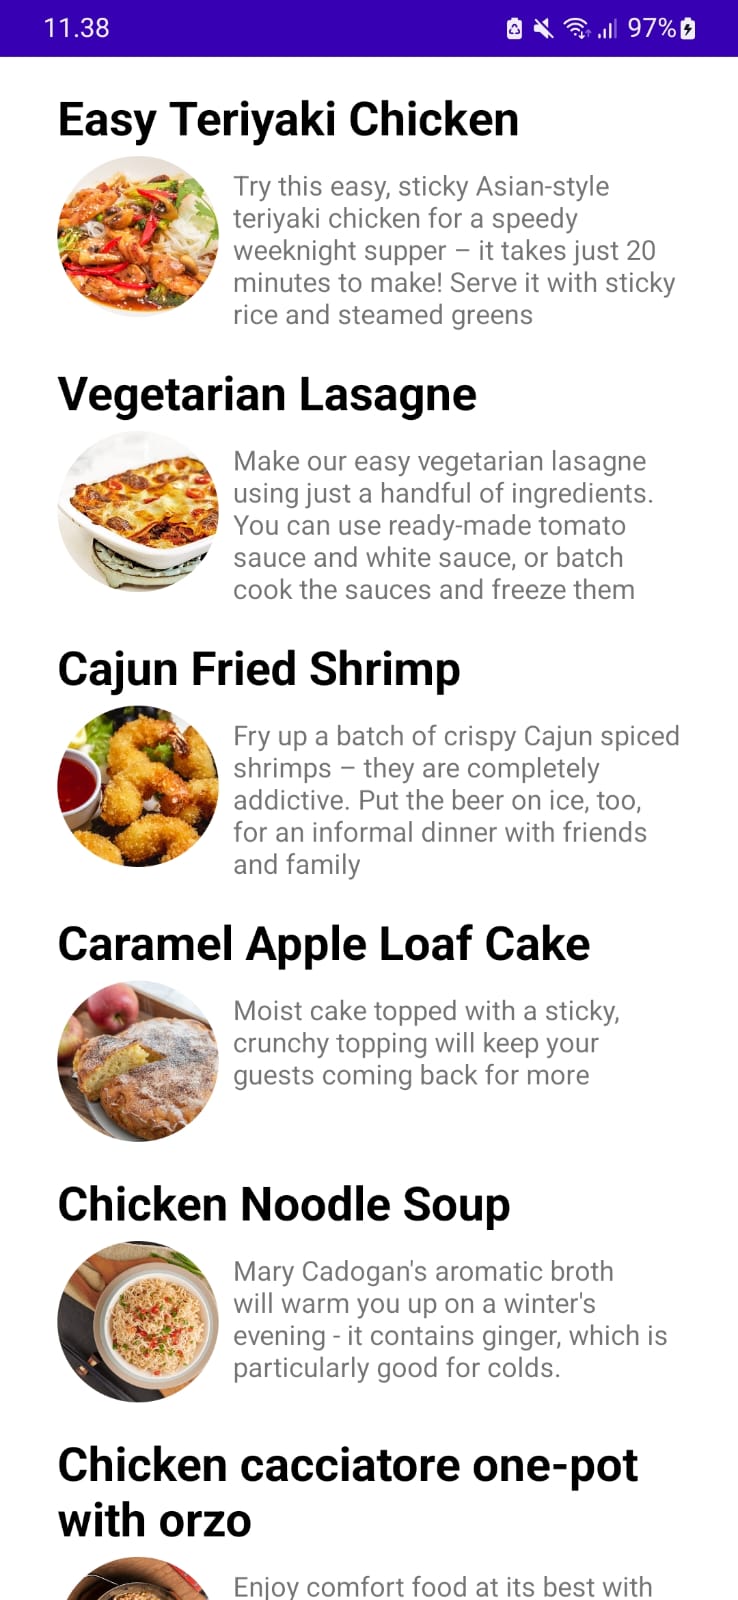 11.38
97%
Easy Teriyaki Chicken
Try this easy, sticky Asian-style
teriyaki chicken for a speedy
weeknight supper – it takes just 20
minutes to make! Serve it with sticky
rice and steamed greens
Vegetarian Lasagne
Make our easy vegetarian lasagne
using just a handful of ingredients.
You can use ready-made tomato
sauce and white sauce, or batch
cook the sauces and freeze them
Cajun Fried Shrimp
Fry up a batch of crispy Cajun spiced
shrimps – they are completely
addictive. Put the beer on ice, too,
for an informal dinner with friends
and family
Caramel Apple Loaf Cake
Moist cake topped with a sticky,
crunchy topping will keep your
guests coming back for more
Chicken Noodle Soup
Mary Cadogan's aromatic broth
will warm you up on a winter's
evening - it contains ginger, which is
particularly good for colds.
Chicken cacciatore one-pot
with orzo
Enjoy comfort food at its best with